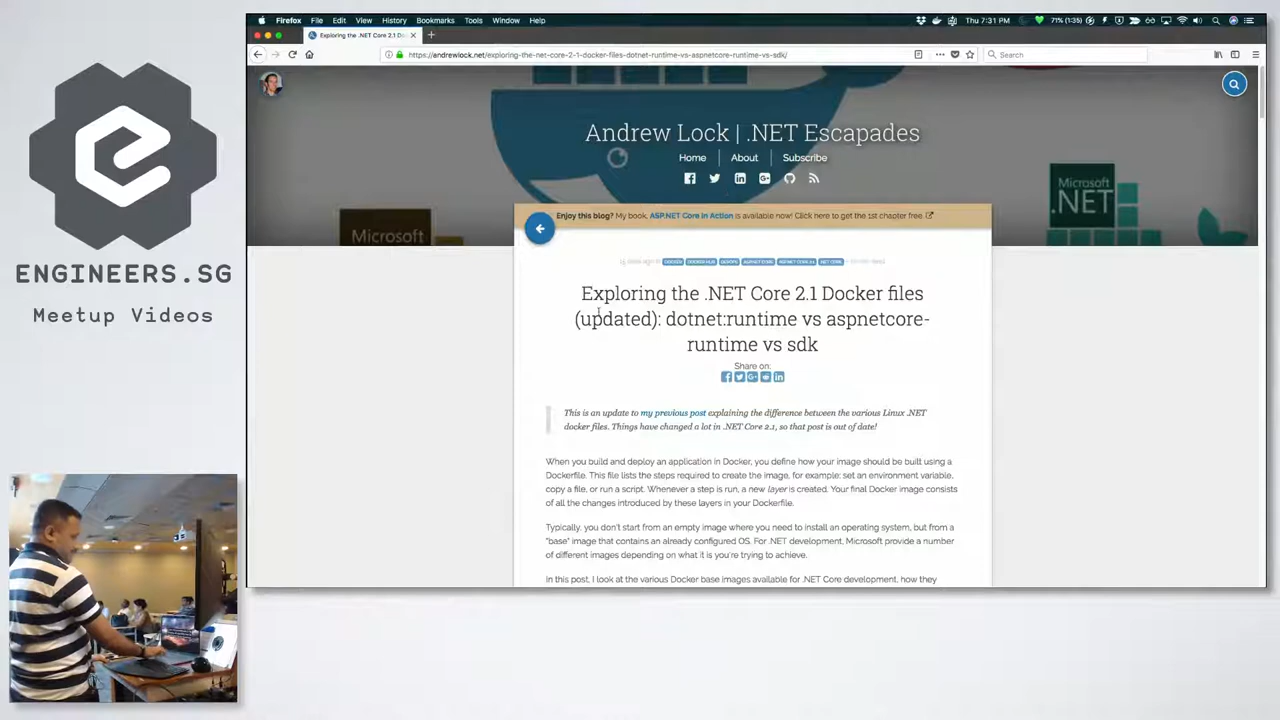 Firefox File Edit View History Bookmarks Tools Window Help
71% (1:35) Thu 7:31 PM
Exploring the .NET Core 2.1 Do
https://andrewlock.net/exploring-the-net-core-2-1-docker-files-dotnet-runtime-vs-aspnetcore-runtime-vs-sdk/
Search
Andrew Lock | .NET Escapades
Home About Subscribe
Microsoft
.NET
Microsoft
Enjoy this blog? My book, ASP.NET Core in Action is available now! Click here to get the 1st chapter free.
Exploring the .NET Core 2.1 Docker files
(updated): dotnet:runtime vs aspnetcore-
runtime vs sdk
Share on:
This is an update to my previous post explaining the difference between the various Linux .NET
docker files. Things have changed a lot in .NET Core 2.1, so that post is out of date!
When you build and deploy an application in Docker, you define how your image should be built using a
Dockerfile. This file lists the steps required to create the image, for example: set an environment variable,
copy a file, or run a script. Whenever a step is run, a new layer is created. Your final Docker image consists
of all the changes introduced by these layers in your Dockerfile.
Typically, you don't start from an empty image where you need to install an operating system, but from a
"base" image that contains an already configured OS. For .NET development, Microsoft provide a number
of different images depending on what it is you're trying to achieve.
In this post, I look at the various Docker base images available for .NET Core development, how they
ENGINEERS.SG
Meetup Videos